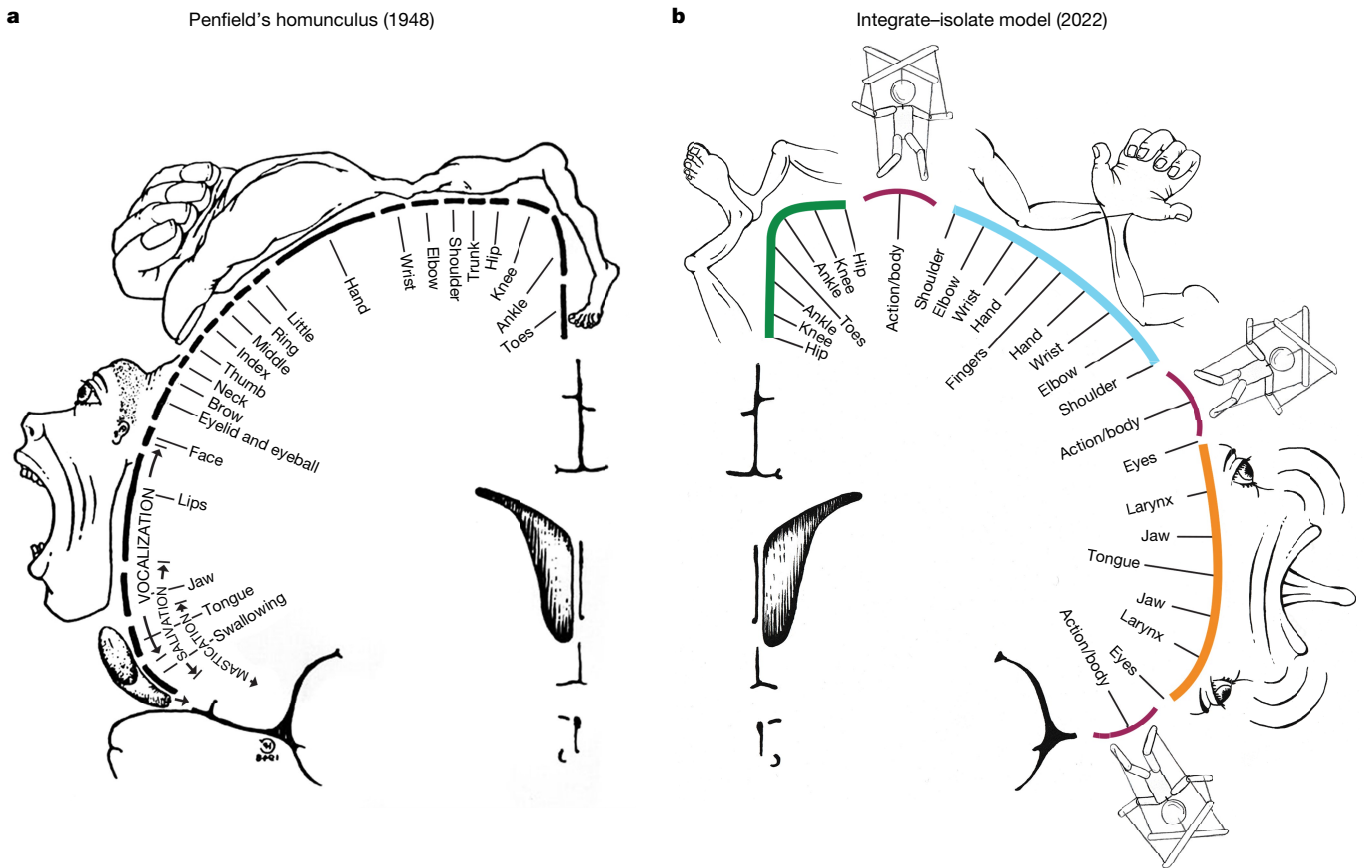 a
Penfield's homunculus (1948)
Toes
Ankle
Knee
Hip
Trunk
Shoulder
Elbow
Wrist
Hand
Little
Ring
Middle
Index
Thumb
Neck
Brow
Eyelid and eyeball
Face
Lips
VOCALIZATION
Jaw
Tongue
Swallowing
SALIVATION
MASTICATION
b
Integrate–isolate model (2022)
Hip
Knee
Ankle
Toes
Ankle
Knee
Hip
Action/body
Shoulder
Elbow
Wrist
Hand
Fingers
Hand
Wrist
Elbow
Shoulder
Action/body
Eyes
Larynx
Jaw
Tongue
Jaw
Larynx
Eyes
Action/body